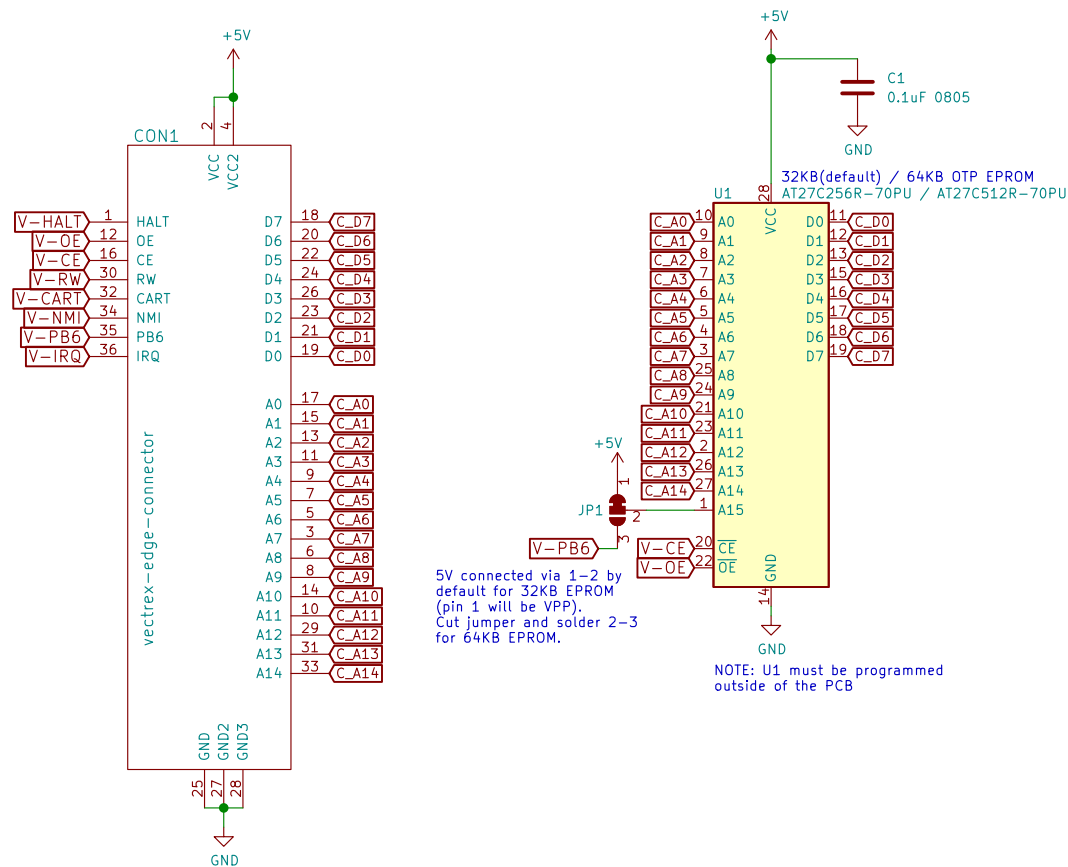 +5V
2
4
CON1
VCC
VCC2
V-HALT 1 HALT D7 18 C_D7
V-OE 12 OE D6 20 C_D6
V-CE 16 CE D5 22 C_D5
V-RW 30 RW D4 24 C_D4
V-CART 32 CART D3 26 C_D3
V-NMI 34 NMI D2 23 C_D2
V-PB6 35 PB6 D1 21 C_D1
V-IRQ 36 IRQ D0 19 C_D0
A0 17 C_A0
A1 15 C_A1
A2 13 C_A2
A3 11 C_A3
A4 9 C_A4
A5 7 C_A5
A6 5 C_A6
A7 3 C_A7
A8 6 C_A8
A9 8 C_A9
A10 14 C_A10
A11 10 C_A11
A12 29 C_A12
A13 31 C_A13
A14 33 C_A14
vectrex-edge-connector
GND
GND2
GND3
25
27
28
GND
+5V
C1
0.1uF 0805
GND
32KB(default) / 64KB OTP EPROM
U1
28
AT27C256R-70PU / AT27C512R-70PU
VCC
C_A0 10 A0 D0 11 C_D0
C_A1 9 A1 D1 12 C_D1
C_A2 8 A2 D2 13 C_D2
C_A3 7 A3 D3 15 C_D3
C_A4 6 A4 D4 16 C_D4
C_A5 5 A5 D5 17 C_D5
C_A6 4 A6 D6 18 C_D6
C_A7 3 A7 D7 19 C_D7
C_A8 25 A8
C_A9 24 A9
C_A10 21 A10
C_A11 23 A11
C_A12 2 A12
C_A13 26 A13
C_A14 27 A14
1 A15
+5V
1
JP1
2
3
V-PB6
V-CE 20 CE
V-OE 22 OE
GND
14
GND
5V connected via 1-2 by
default for 32KB EPROM
(pin 1 will be VPP).
Cut jumper and solder 2-3
for 64KB EPROM.
NOTE: U1 must be programmed
outside of the PCB